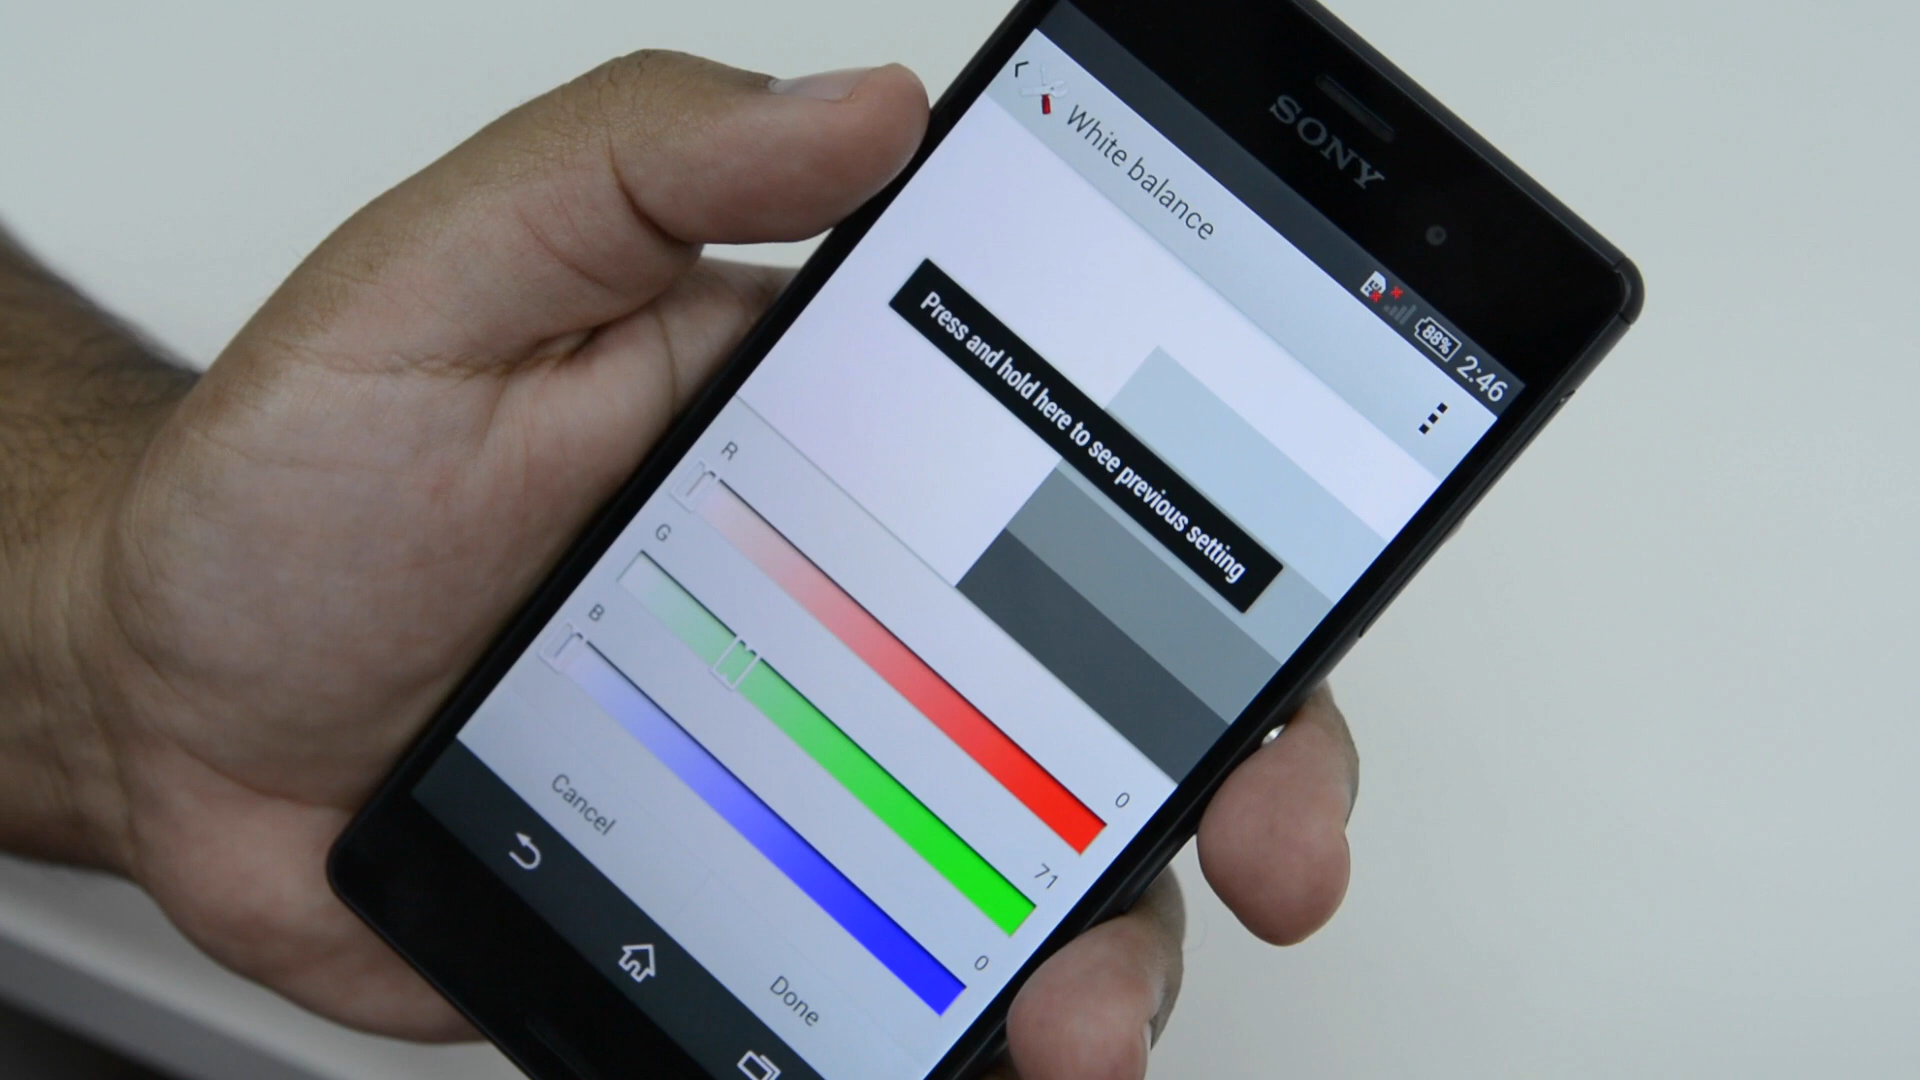 SONY
88% 2:46
White balance
Press and hold here to see previous setting
R
0
G
71
B
0
Cancel
Done